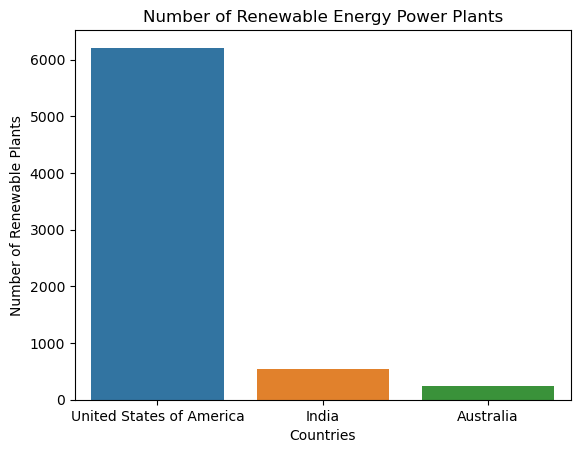 Number of Renewable Energy Power Plants
Number of Renewable Plants
6000
5000
4000
3000
2000
1000
0
United States of America
India
Australia
Countries